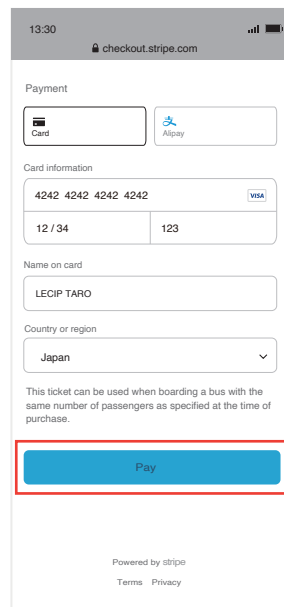 13:30
checkout.stripe.com
Payment
Card
Alipay
Card information
4242 4242 4242 4242
VISA
12 / 34
123
Name on card
LECIP TARO
Country or region
Japan
This ticket can be used when boarding a bus with the
same number of passengers as specified at the time of
purchase.
Pay
Powered by stripe
Terms Privacy